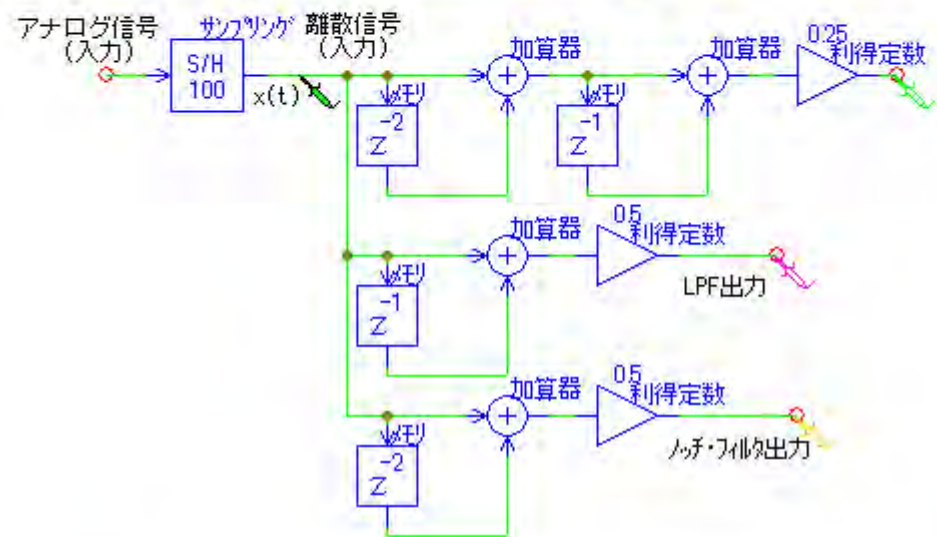 アナログ信号
(入力)
サンプリング
離散信号
(入力)
S/H
100
x(t)
メモリ
Z-2
加算器
+
メモリ
Z-1
加算器
+
0.25
利得定数
メモリ
Z-1
加算器
+
0.5
利得定数
LPF出力
メモリ
Z-2
加算器
+
0.5
利得定数
ノッチ・フィルタ出力